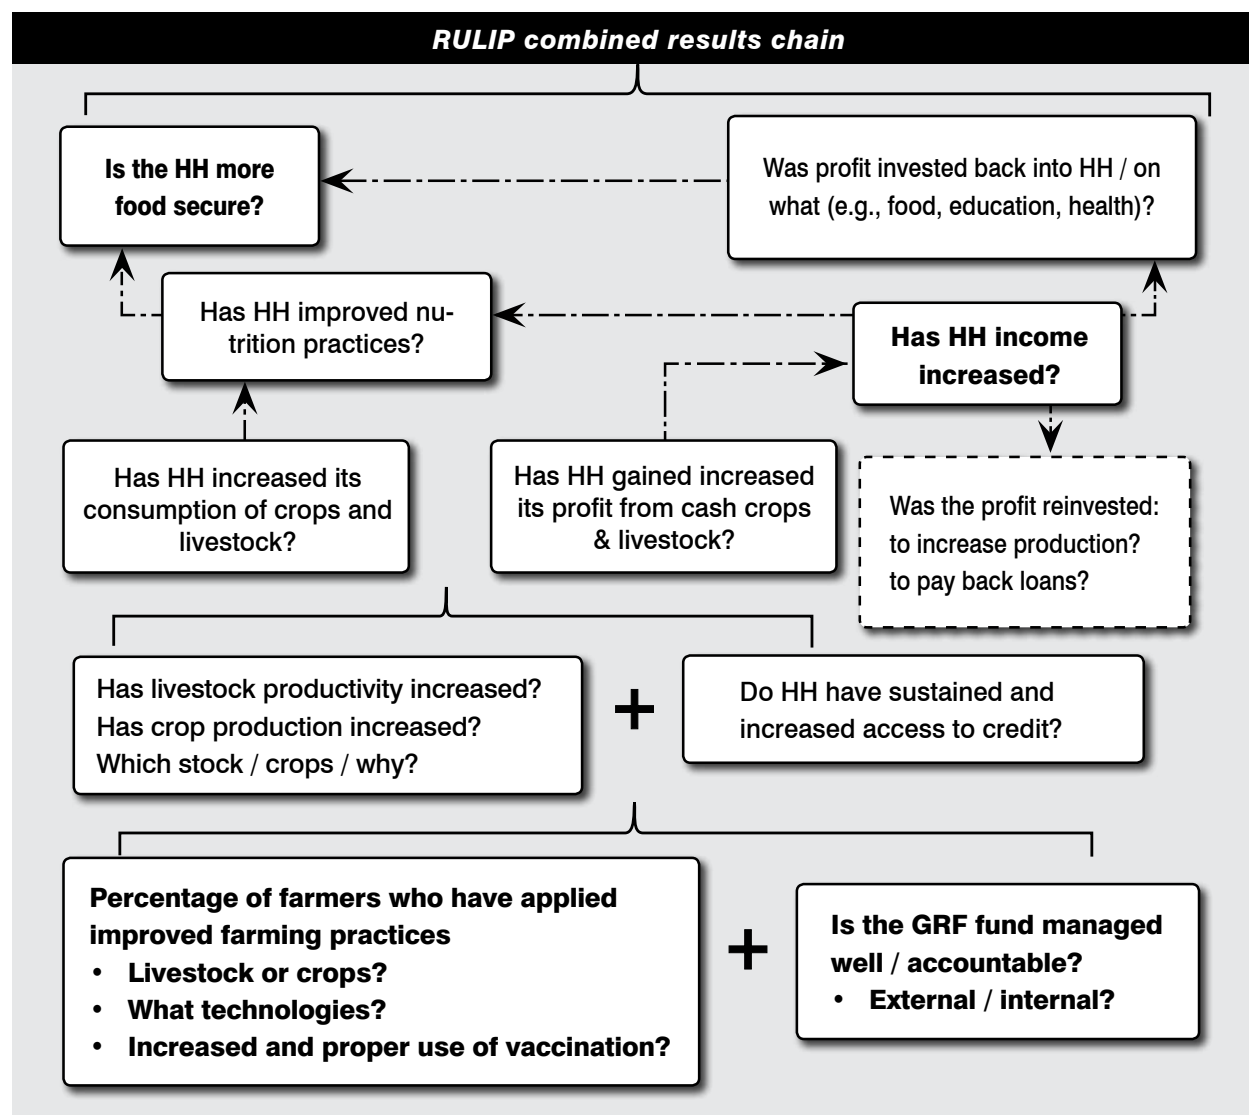 RULIP combined results chain
Is the HH more
food secure?
Was profit invested back into HH / on
what (e.g., food, education, health)?
Has HH improved nu-
trition practices?
Has HH income
increased?
Has HH increased its
consumption of crops and
livestock?
Has HH gained increased
its profit from cash crops
& livestock?
Was the profit reinvested:
to increase production?
to pay back loans?
Has livestock productivity increased?
Has crop production increased?
Which stock / crops / why?
+
Do HH have sustained and
increased access to credit?
Percentage of farmers who have applied
improved farming practices
• Livestock or crops?
• What technologies?
• Increased and proper use of vaccination?
+
Is the GRF fund managed
well / accountable?
• External / internal?